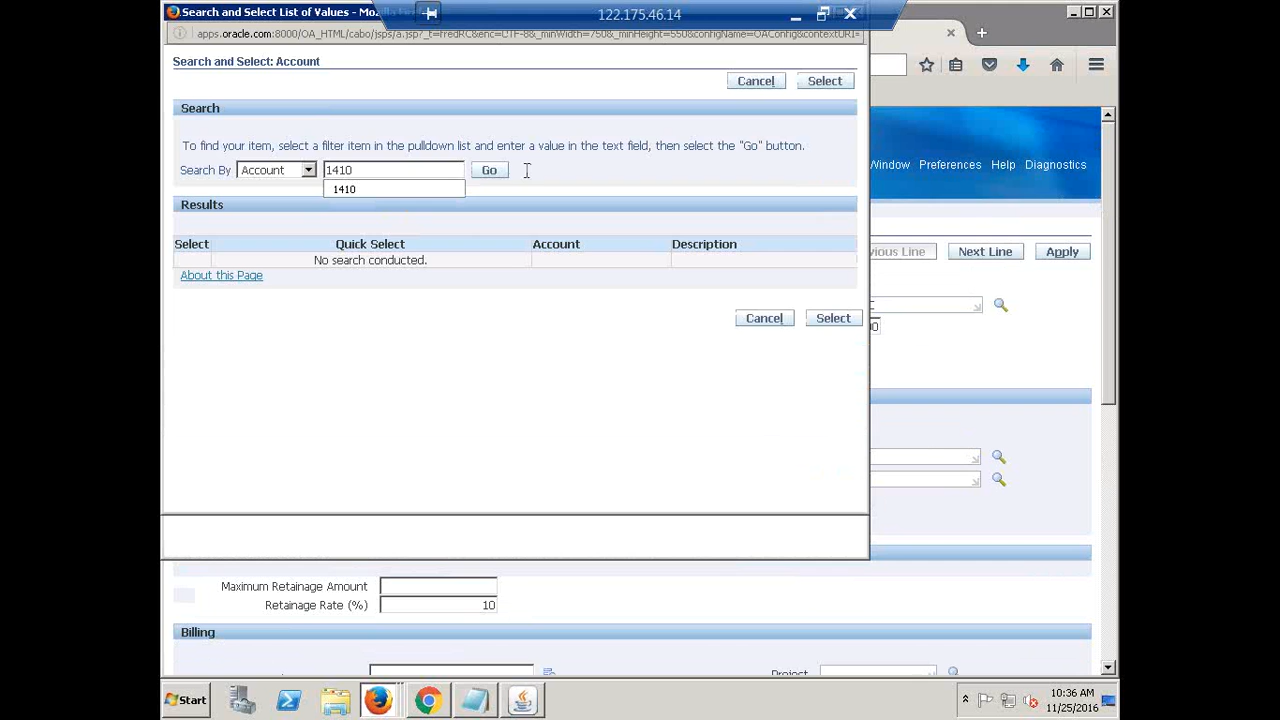 Search and Select List of Values - Mo
122.175.46.14
apps.oracle.com:8000/OA_HTML/cabo/jsps/a.jsp?_t=fredRC&enc=UTF-8&_minWidth=750&_minHeight=550&configName=OAConfig&contextURI=
Search and Select: Account
Cancel Select
Search
To find your item, select a filter item in the pulldown list and enter a value in the text field, then select the "Go" button.
Search By Account 1410 Go
1410
Results
Select Quick Select Account Description
No search conducted.
About this Page
Cancel Select
Window Preferences Help Diagnostics
vious Line Next Line Apply
Maximum Retainage Amount
Retainage Rate (%) 10
Billing
Project
Start
10:36 AM
11/25/2016